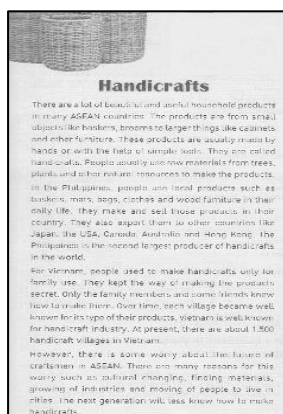 Handicrafts
There are a lot of beautiful and useful household products
in many ASEAN countries. The products are from small
objects like baskets, brooms to larger things like cabinets
and other furniture. These products are usually made by
hands or with the help of simple tools. They are called
handicrafts. People usually use raw materials from trees,
plants and other natural resources to make the products.
In the Philippines, people use local products such as
baskets, mats, bags, clothes and wood furniture in their
daily life. They make and sell those products in their
country. They also export them to other countries like
Japan, the USA, Canada, Australia and Hong Kong. The
Philippines is the second largest producer of handicrafts
in the world.
For Vietnam, people used to make handicrafts only for
family use. They kept the way of making the products
secret. Only the family members and some friends knew
how to make them. Over time, each village became well
known for its type of their products. Vietnam is well known
for handicraft industry. At present, there are about 1,500
handicraft villages in Vietnam.
However, there is some worry about the future of
craftsmen in ASEAN. There are many reasons for this
worry such as cultural changing, finding materials,
growing of industries and moving of people to live in
cities. The next generation will less know how to make
handicrafts.